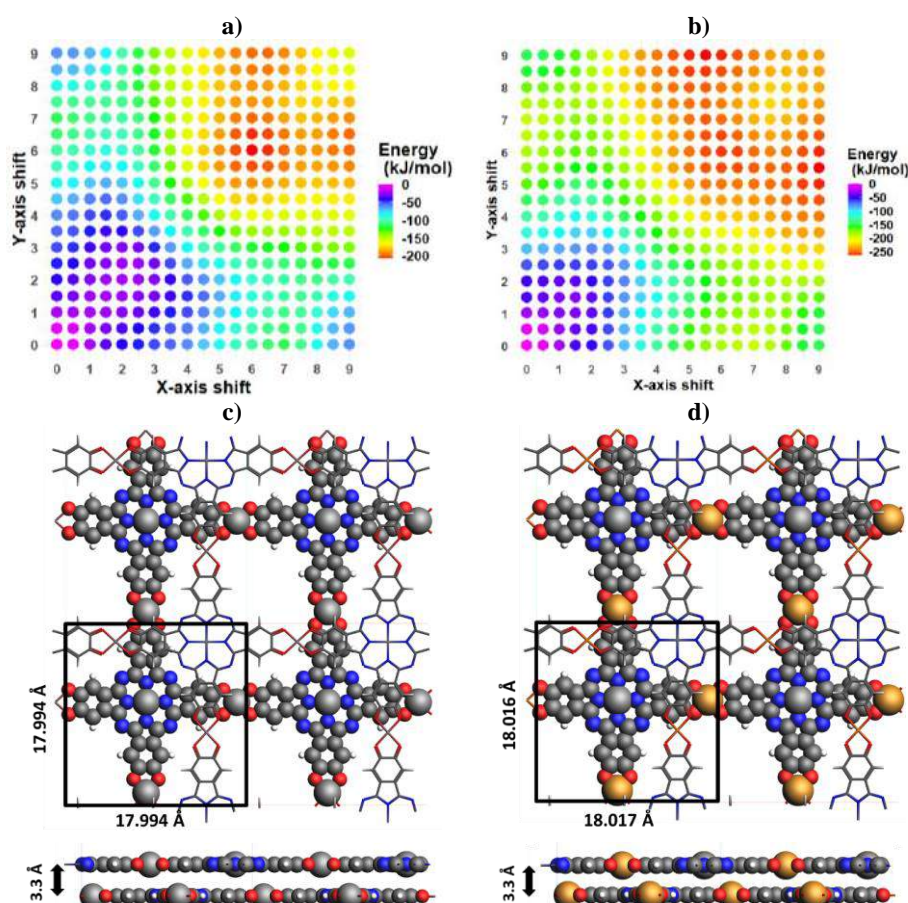 a)
b)
9
8
7
6
5
4
3
2
1
0
Y-axis shift
0 1 2 3 4 5 6 7 8 9
X-axis shift
Energy
(kJ/mol)
0
-50
-100
-150
-200
9
8
7
6
5
4
3
2
1
0
Y-axis shift
0 1 2 3 4 5 6 7 8 9
X-axis shift
Energy
(kJ/mol)
0
-50
-100
-150
-200
-250
c)
d)
17.994 Å
17.994 Å
18.016 Å
18.017 Å
3.3 Å
3.3 Å